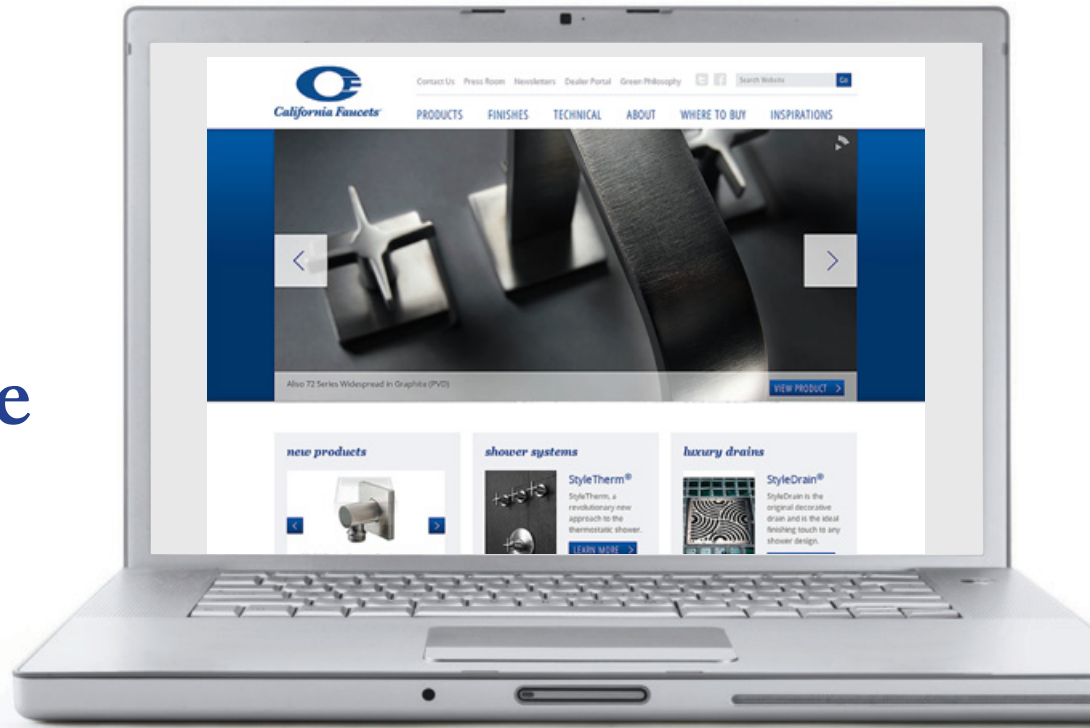 e
California Faucets
Contact Us Press Room Newsletters Dealer Portal Green Philosophy
Search Website Go
PRODUCTS FINISHES TECHNICAL ABOUT WHERE TO BUY INSPIRATIONS
Aliso 72 Series Widespread in Graphite (PVD)
VIEW PRODUCT >
new products
shower systems
StyleTherm®
StyleTherm, a
revolutionary new
approach to the
thermostatic shower.
LEARN MORE >
luxury drains
StyleDrain®
StyleDrain is the
original decorative
drain and is the ideal
finishing touch to any
shower design.